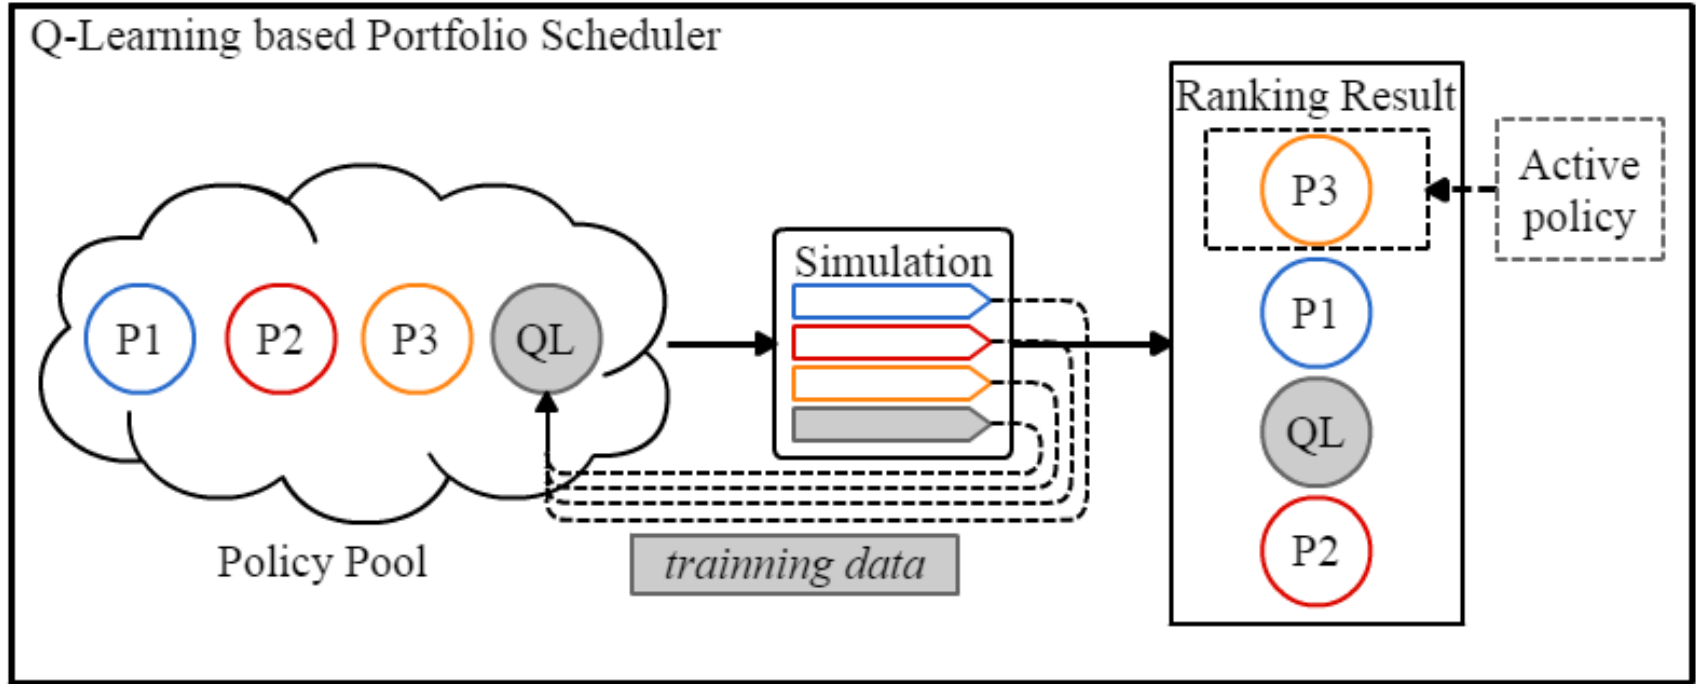 Q-Learning based Portfolio Scheduler
P1
P2
P3
QL
Policy Pool
Simulation
trainning data
Ranking Result
P3
P1
QL
P2
Active
policy